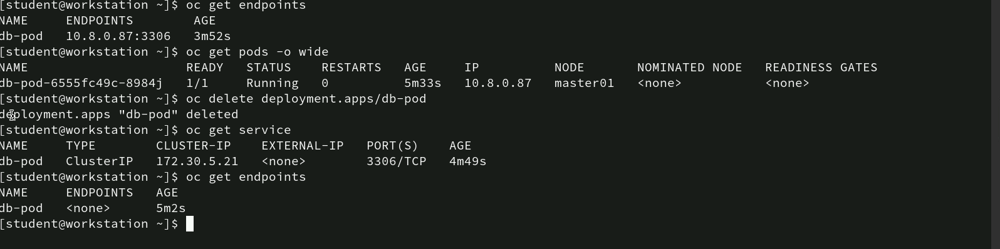 [student@workstation ~]$ oc get endpoints
NAME     ENDPOINTS        AGE
db-pod   10.8.0.87:3306   3m52s
[student@workstation ~]$ oc get pods -o wide
NAME                     READY   STATUS    RESTARTS   AGE     IP          NODE       NOMINATED NODE   READINESS GATES
db-pod-6555fc49c-8984j   1/1     Running   0          5m33s   10.8.0.87   master01   <none>           <none>
[student@workstation ~]$ oc delete deployment.apps/db-pod
deployment.apps "db-pod" deleted
[student@workstation ~]$ oc get service
NAME     TYPE        CLUSTER-IP    EXTERNAL-IP   PORT(S)    AGE
db-pod   ClusterIP   172.30.5.21   <none>        3306/TCP   4m49s
[student@workstation ~]$ oc get endpoints
NAME     ENDPOINTS   AGE
db-pod   <none>      5m2s
[student@workstation ~]$